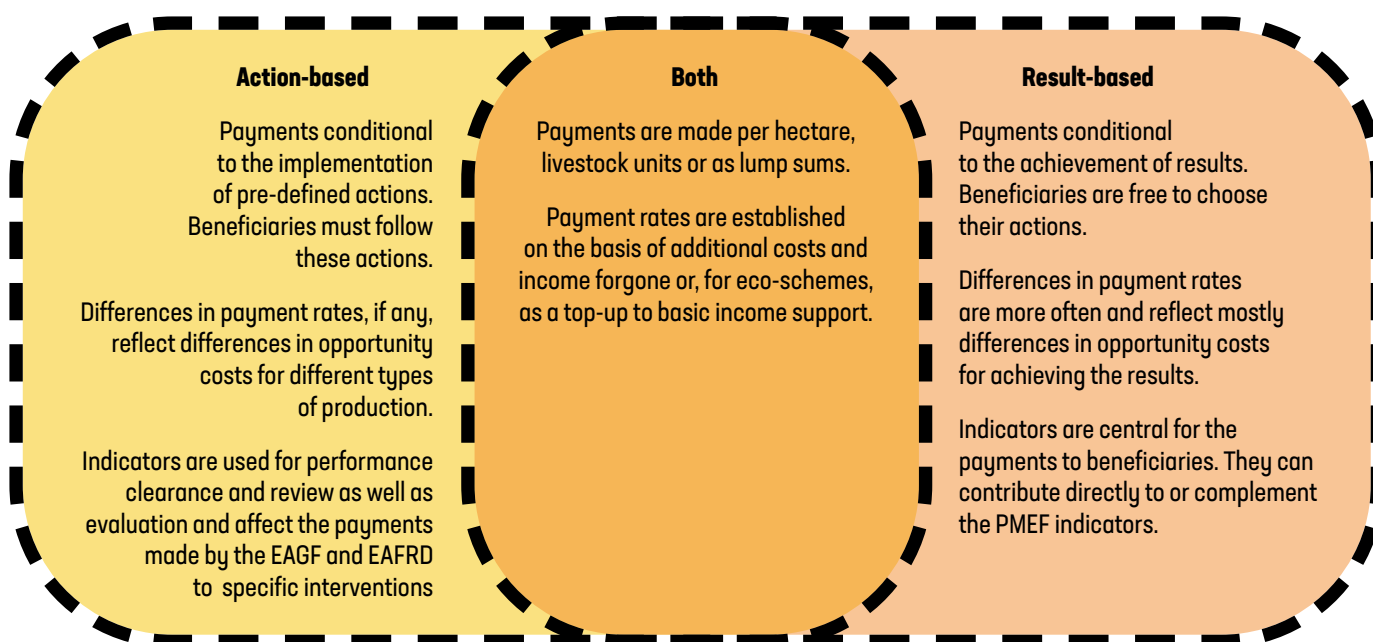 Action-based
Payments conditional
to the implementation
of pre-defined actions.
Beneficiaries must follow
these actions.
Differences in payment rates, if any,
reflect differences in opportunity
costs for different types
of production.
Indicators are used for performance
clearance and review as well as
evaluation and affect the payments
made by the EAGF and EAFRD
to specific interventions
Both
Payments are made per hectare,
livestock units or as lump sums.
Payment rates are established
on the basis of additional costs and
income forgone or, for eco-schemes,
as a top-up to basic income support.
Result-based
Payments conditional
to the achievement of results.
Beneficiaries are free to choose
their actions.
Differences in payment rates
are more often and reflect mostly
differences in opportunity costs
for achieving the results.
Indicators are central for the
payments to beneficiaries. They can
contribute directly to or complement
the PMEF indicators.